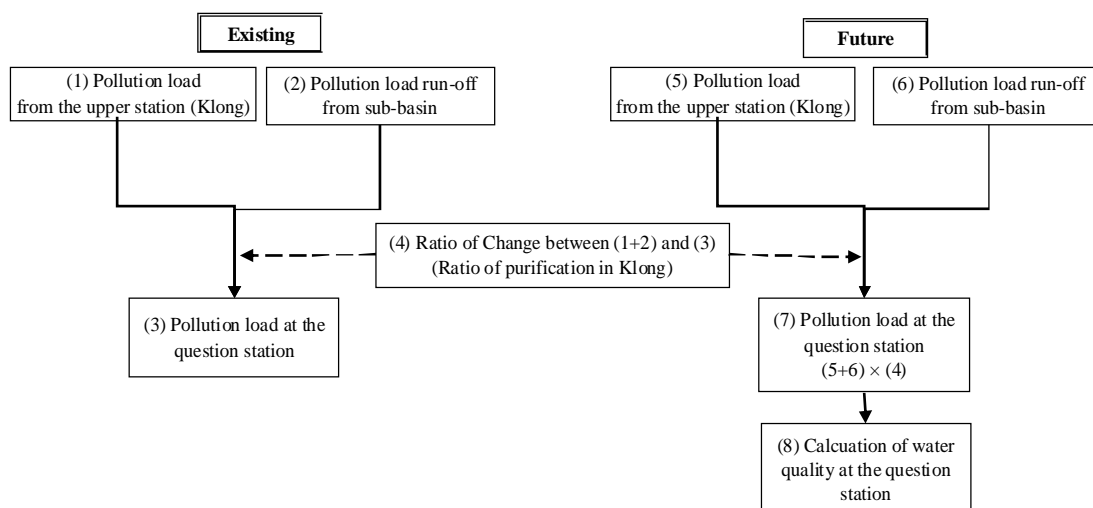 Existing
Future
(1) Pollution load
from the upper station (Klong)
(2) Pollution load run-off
from sub-basin
(5) Pollution load
from the upper station (Klong)
(6) Pollution load run-off
from sub-basin
(4) Ratio of Change between (1+2) and (3)
(Ratio of purification in Klong)
(3) Pollution load at the
question station
(7) Pollution load at the
question station
(5+6) × (4)
(8) Calcuation of water
quality at the question
station